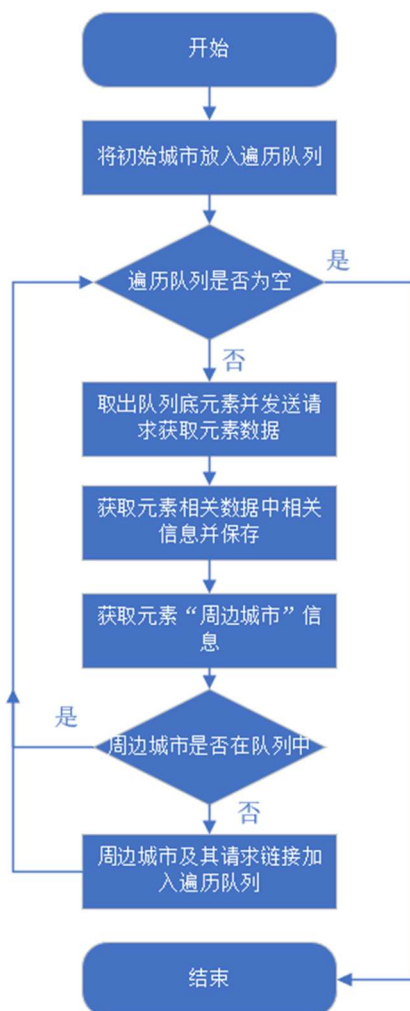 开始
将初始城市放入遍历队列
遍历队列是否为空
是
否
取出队列底元素并发送请
求获取元素数据
获取元素相关数据中相关
信息并保存
获取元素“周边城市”信
息
周边城市是否在队列中
是
否
周边城市及其请求链接加
入遍历队列
结束